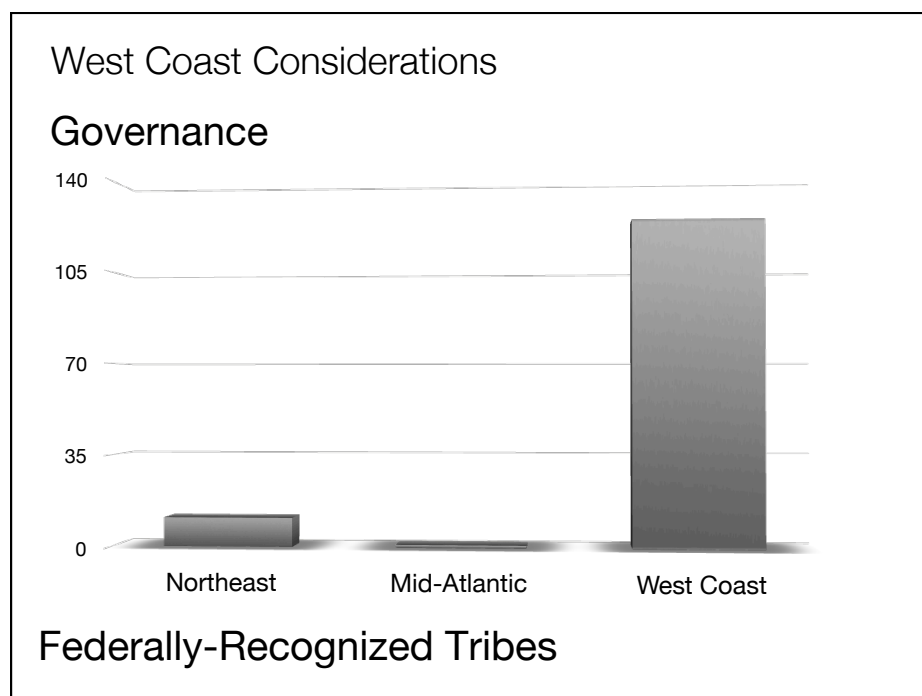 West Coast Considerations
Governance
140
105
70
35
0
Northeast Mid-Atlantic West Coast
Federally-Recognized Tribes